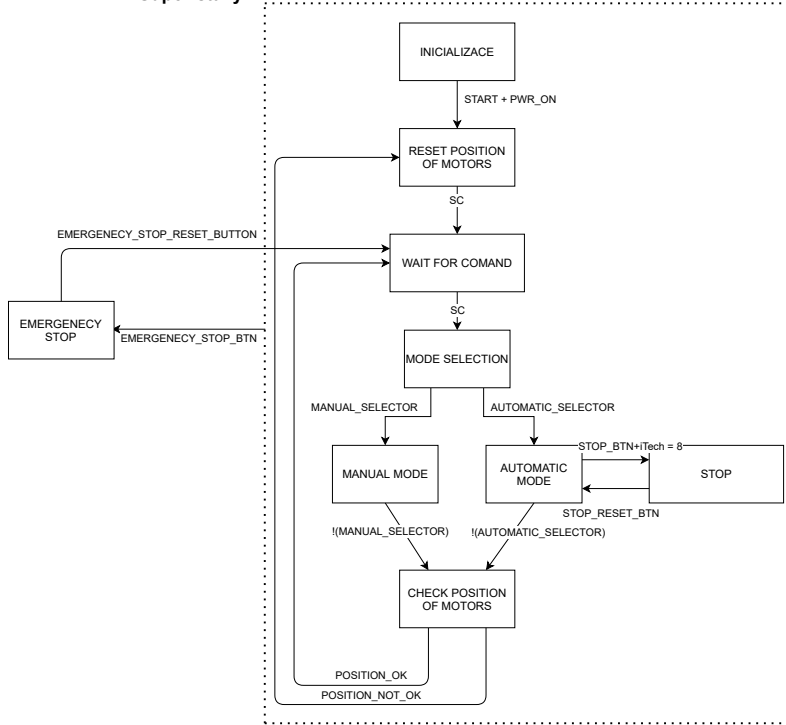 INICIALIZACE
START + PWR_ON
RESET POSITION
OF MOTORS
SC
EMERGENECY_STOP_RESET_BUTTON
WAIT FOR COMAND
EMERGENECY
STOP
EMERGENECY_STOP_BTN
SC
MODE SELECTION
MANUAL_SELECTOR
AUTOMATIC_SELECTOR
MANUAL MODE
AUTOMATIC
MODE
STOP_BTN+iTech = 8
STOP
STOP_RESET_BTN
!(MANUAL_SELECTOR)
!(AUTOMATIC_SELECTOR)
CHECK POSITION
OF MOTORS
POSITION_OK
POSITION_NOT_OK